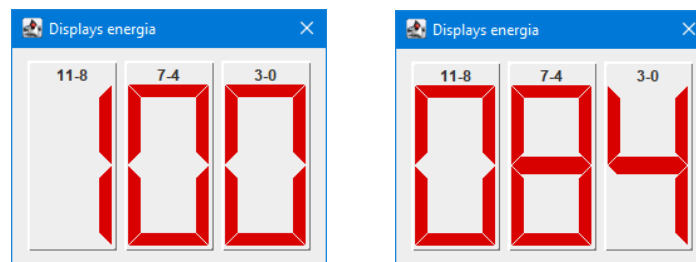 Displays energia
11-8 7-4 3-0
100
Displays energia
11-8 7-4 3-0
084